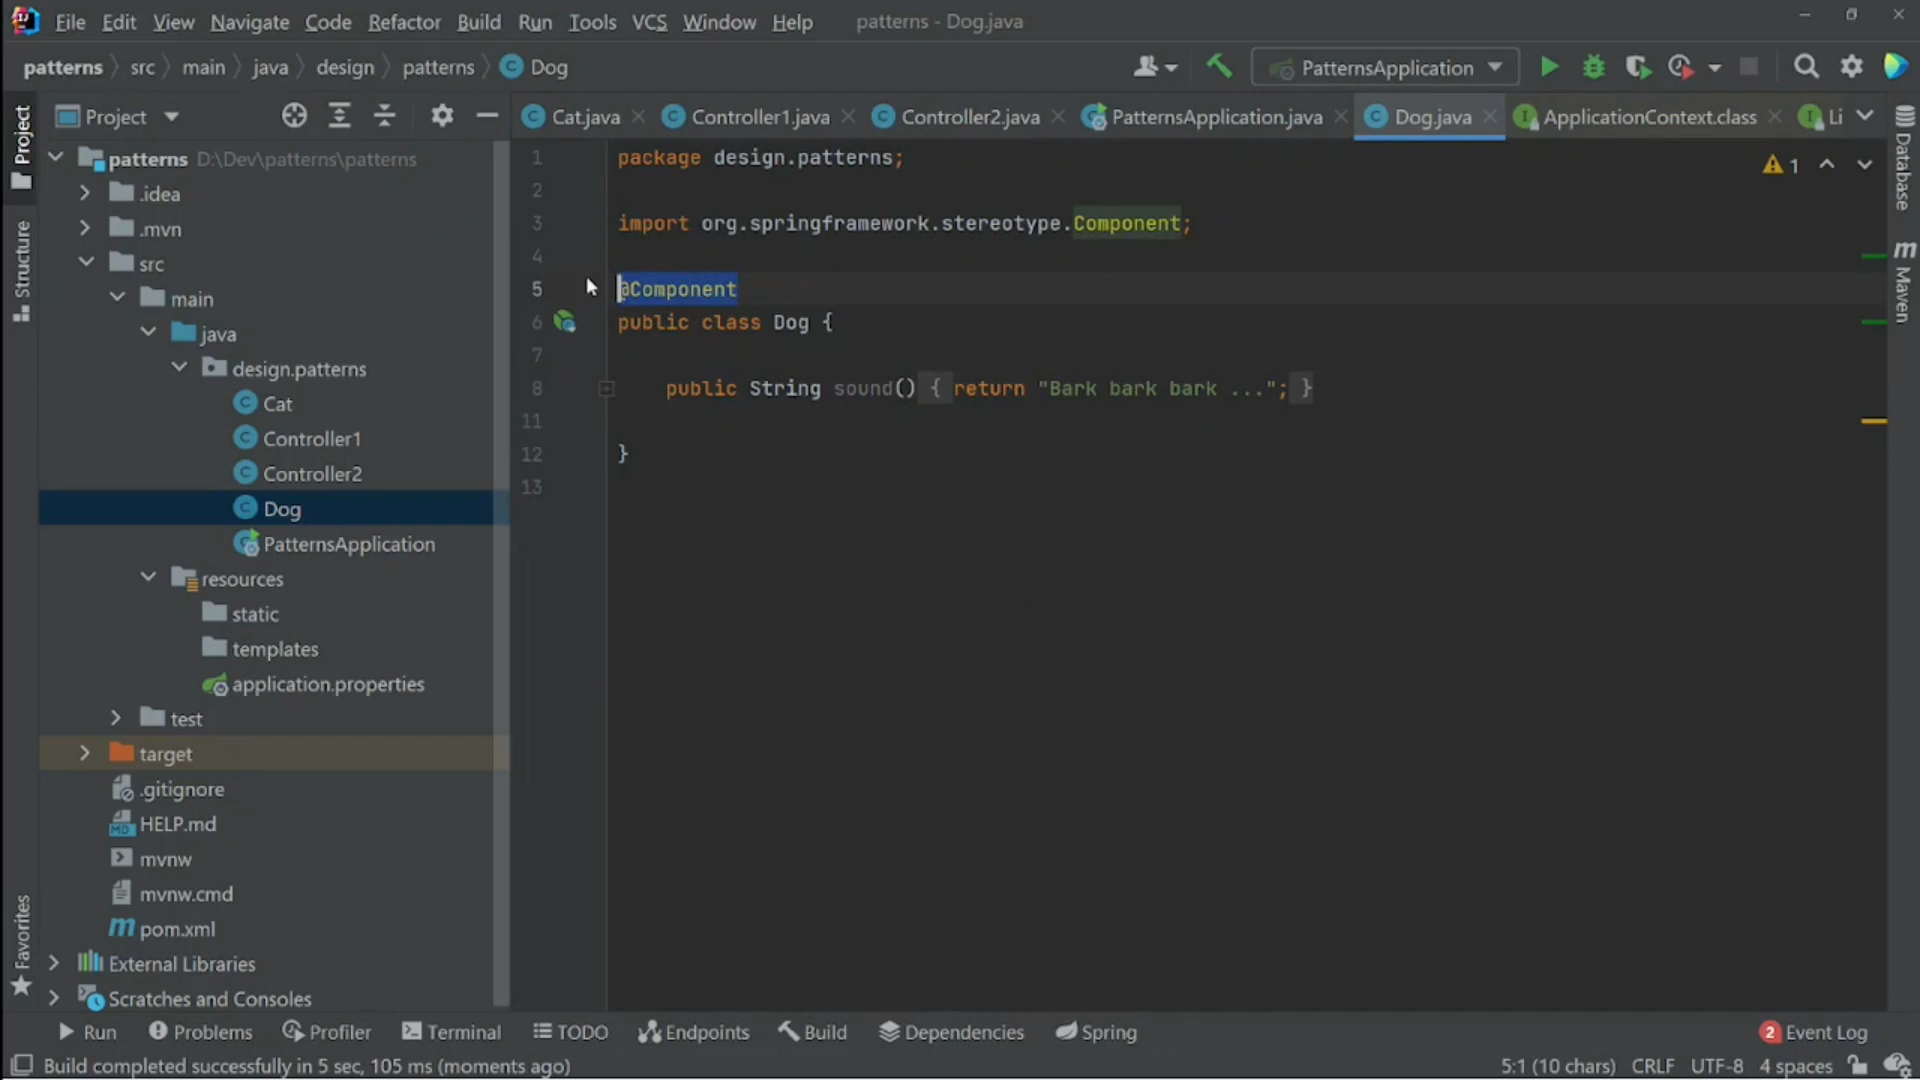 File Edit View Navigate Code Refactor Build Run Tools VCS Window Help patterns - Dog.java
patterns src main java design patterns Dog PatternsApplication
Project Cat.java Controller1.java Controller2.java PatternsApplication.java Dog.java ApplicationContext.class Li
Project
Structure
Favorites
patterns D:\Dev\patterns\patterns
.idea
.mvn
src
main
java
design.patterns
Cat
Controller1
Controller2
Dog
PatternsApplication
resources
static
templates
application.properties
test
target
.gitignore
HELP.md
mvnw
mvnw.cmd
pom.xml
External Libraries
Scratches and Consoles
1 package design.patterns;
2
3 import org.springframework.stereotype.Component;
4
5 @Component
6 public class Dog {
7
8 public String sound() { return "Bark bark bark ..."; }
11
12 }
13
1
Database
Maven
Run Problems Profiler Terminal TODO Endpoints Build Dependencies Spring 2 Event Log
Build completed successfully in 5 sec, 105 ms (moments ago) 5:1 (10 chars) CRLF UTF-8 4 spaces